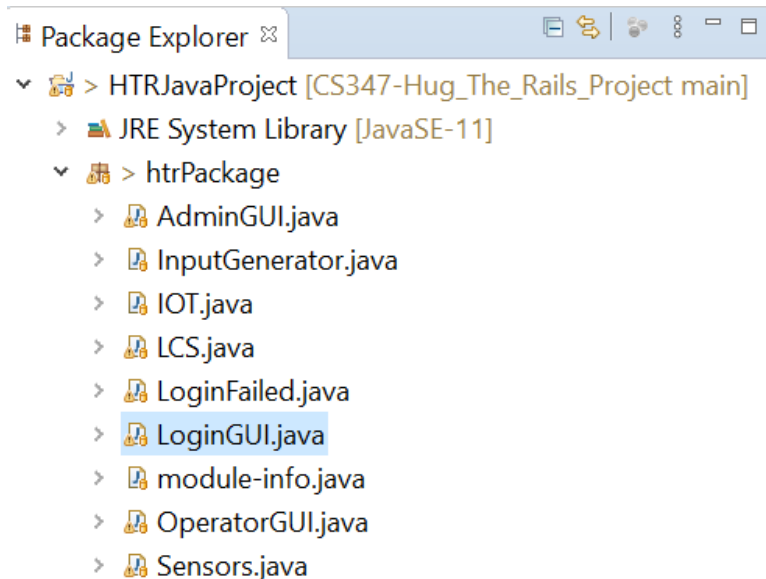 Package Explorer
> HTRJavaProject [CS347-Hug_The_Rails_Project main]
JRE System Library [JavaSE-11]
> htrPackage
AdminGUI.java
InputGenerator.java
IOT.java
LCS.java
LoginFailed.java
LoginGUI.java
module-info.java
OperatorGUI.java
Sensors.java